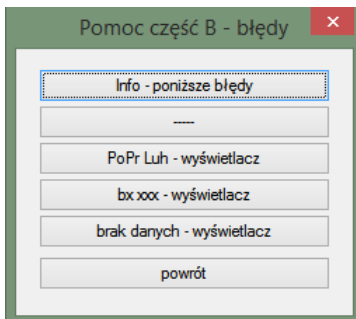 Pomoc część B - błędy
Info - poniższe błędy
-----
PoPr Luh - wyświetlacz
bx xxx - wyświetlacz
brak danych - wyświetlacz
powrót